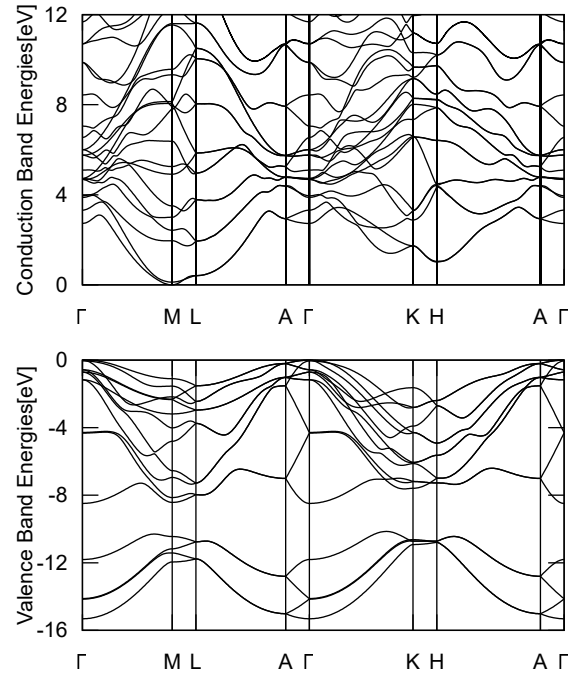 12
8
4
0
Conduction Band Energies[eV]
Γ M L A Γ K H A Γ
0
-4
-8
-12
-16
Valence Band Energies[eV]
Γ M L A Γ K H A Γ